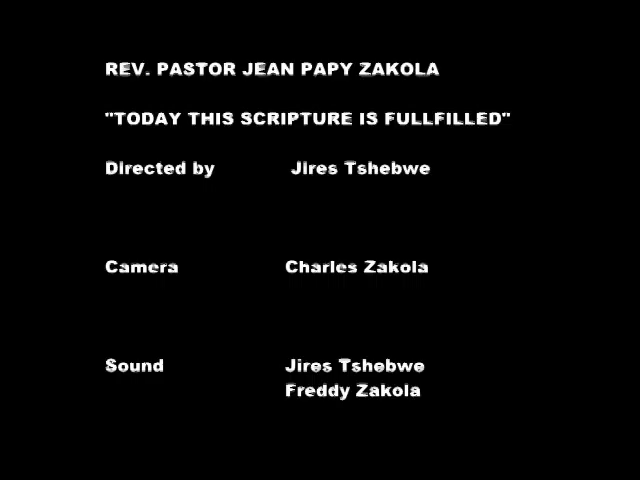 REV. PASTOR JEAN PAPY ZAKOLA
"TODAY THIS SCRIPTURE IS FULLFILLED"
Directed by Jires Tshebwe
Camera Charles Zakola
Sound Jires Tshebwe
Freddy Zakola